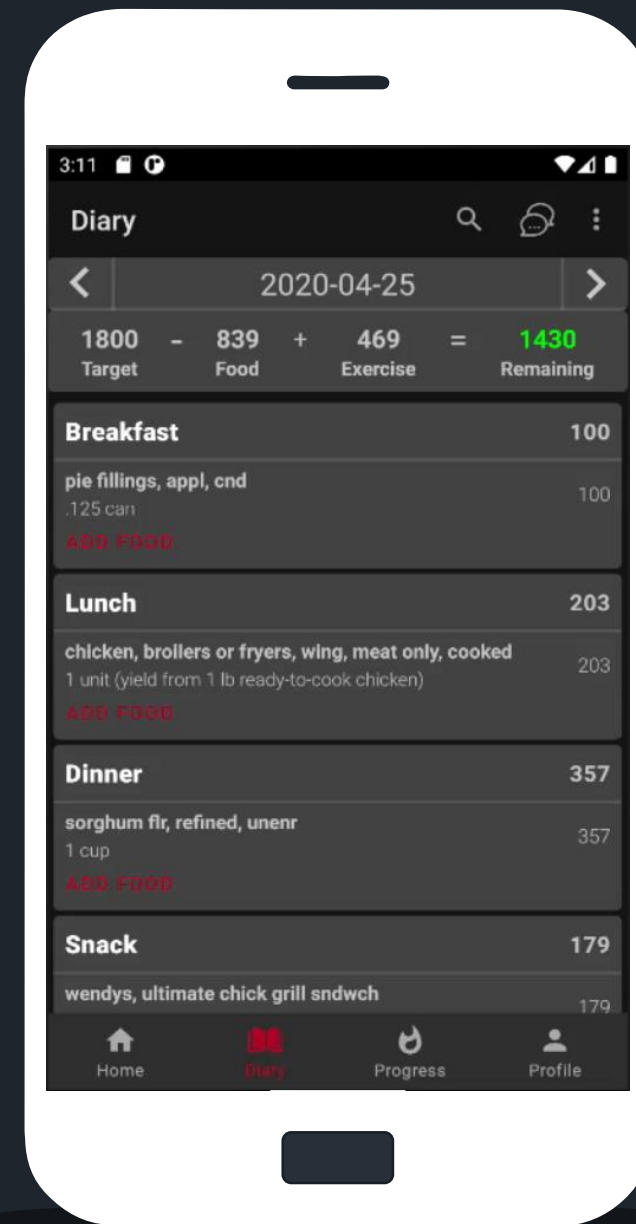 3:11
Diary
2020-04-25
1800 - 839 + 469 = 1430
Target Food Exercise Remaining
Breakfast 100
pie fillings, appl, cnd 100
.125 can
ADD FOOD
Lunch 203
chicken, broilers or fryers, wing, meat only, cooked 203
1 unit (yield from 1 lb ready-to-cook chicken)
ADD FOOD
Dinner 357
sorghum flr, refined, unenr 357
1 cup
ADD FOOD
Snack 179
wendys, ultimate chick grill sndwch 179
Home Diary Progress Profile